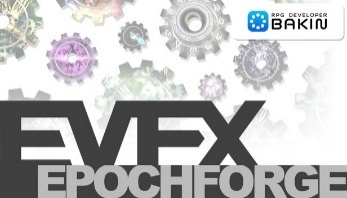 RPG DEVELOPER
BAKIN
EVFX
EPOCHFORGE